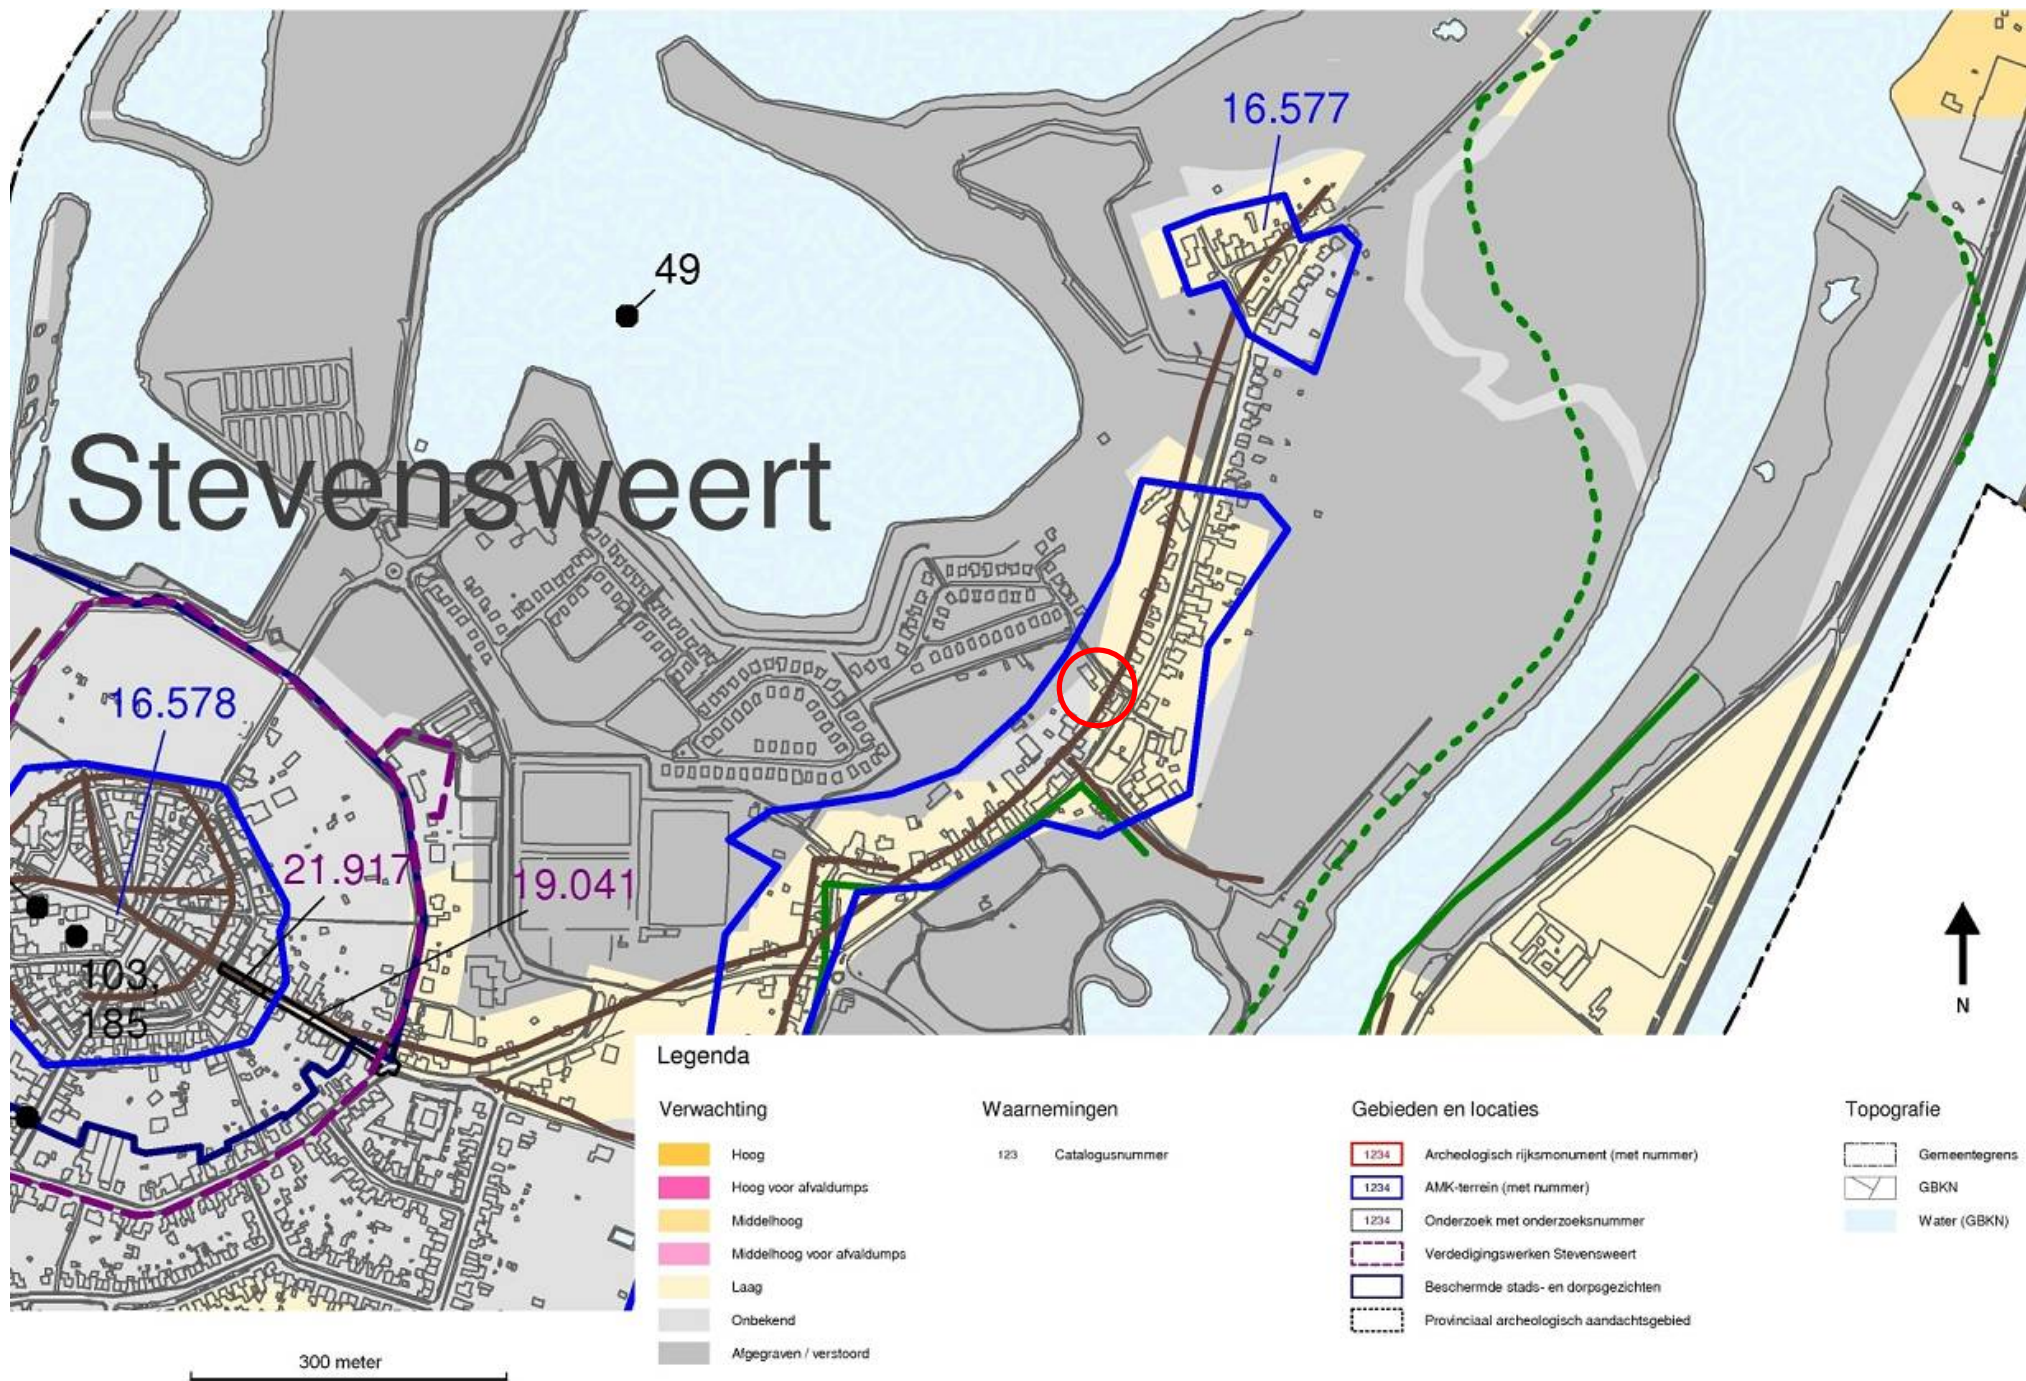 16.577
49
Stevensweert
16.578
21.917
19.041
103,
185
N
Legenda
Verwachting
Hoog
Hoog voor afvaldumps
Middelhoog
Middelhoog voor afvaldumps
Laag
Onbekend
Afgegraven / verstoord
Waarnemingen
123 Catalogusnummer
Gebieden en locaties
1234 Archeologisch rijksmonument (met nummer)
1234 AMK-terrein (met nummer)
1234 Onderzoek met onderzoeksnummer
Verdedigingswerken Stevensweert
Beschermde stads- en dorpsgezichten
Provinciaal archeologisch aandachtsgebied
Topografie
Gemeentegrens
GBKN
Water (GBKN)
300 meter